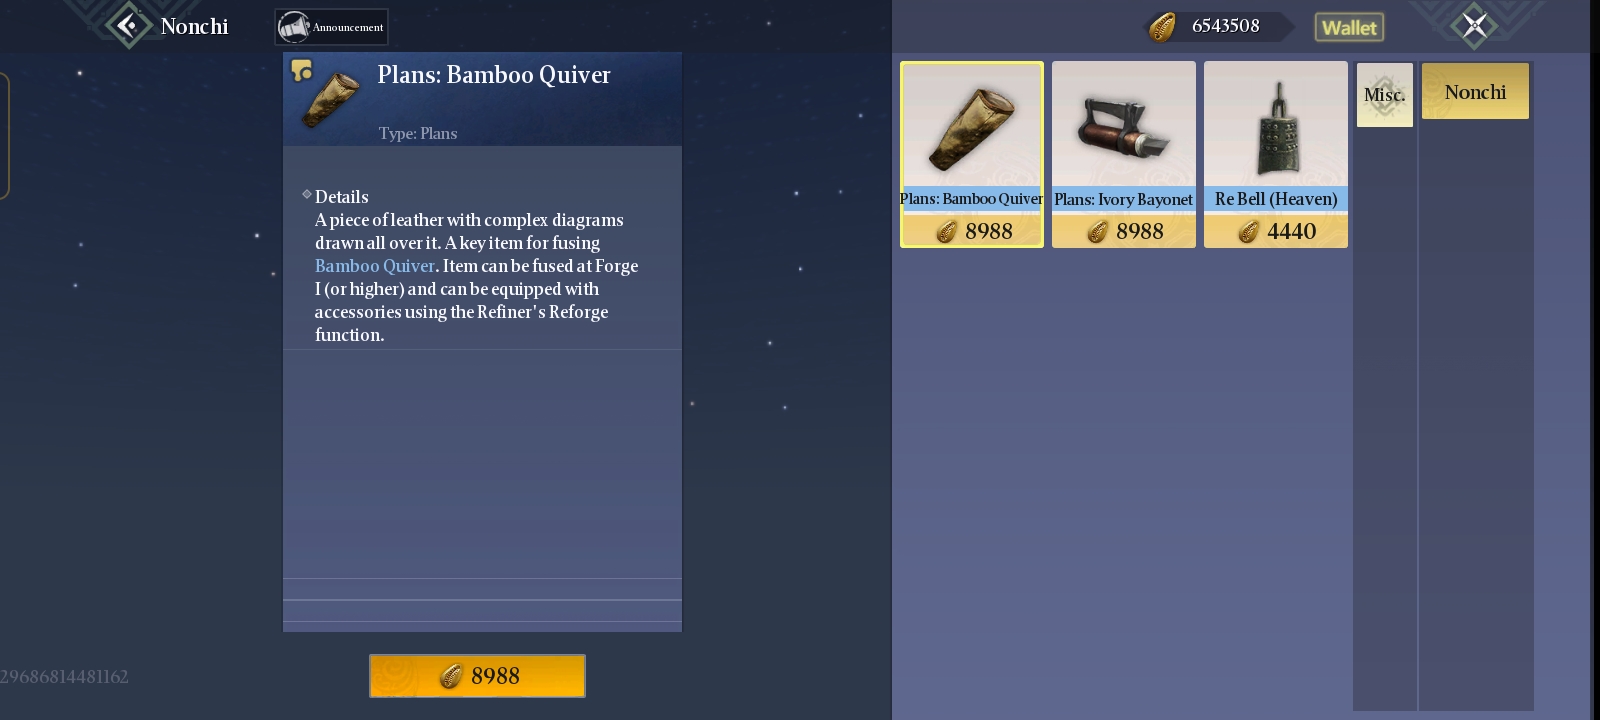 Nonchi
Announcement
6543508
Wallet
Plans: Bamboo Quiver
Type: Plans
Details
A piece of leather with complex diagrams
drawn all over it. A key item for fusing
Bamboo Quiver. Item can be fused at Forge
I (or higher) and can be equipped with
accessories using the Refiner's Reforge
function.
8988
29686814481162
Plans: Bamboo Quiver
8988
Plans: Ivory Bayonet
8988
Re Bell (Heaven)
4440
Misc.
Nonchi